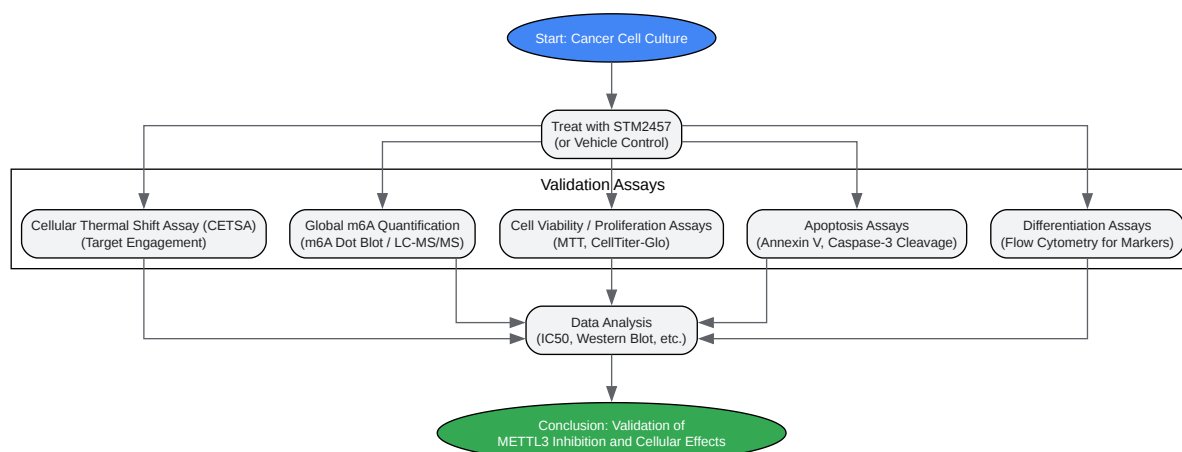 Start: Cancer Cell Culture
Treat with STM2457
(or Vehicle Control)
Validation Assays
Cellular Thermal Shift Assay (CETSA)
(Target Engagement)
Global m6A Quantification
(m6A Dot Blot / LC-MS/MS)
Cell Viability / Proliferation Assays
(MTT, CellTiter-Glo)
Apoptosis Assays
(Annexin V, Caspase-3 Cleavage)
Differentiation Assays
(Flow Cytometry for Markers)
Data Analysis
(IC50, Western Blot, etc.)
Conclusion: Validation of
METTL3 Inhibition and Cellular Effects